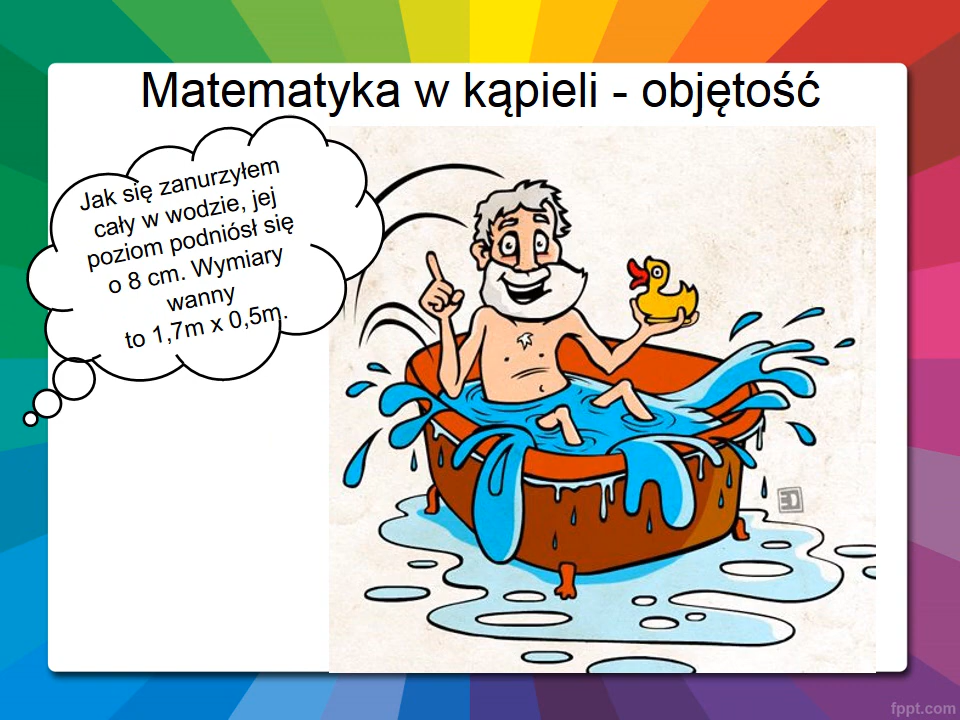 Matematyka w kąpieli - objętość
Jak się zanurzyłem
cały w wodzie, jej
poziom podniósł się
o 8 cm. Wymiary
wanny
to 1,7m x 0,5m.
ED
fppt.com